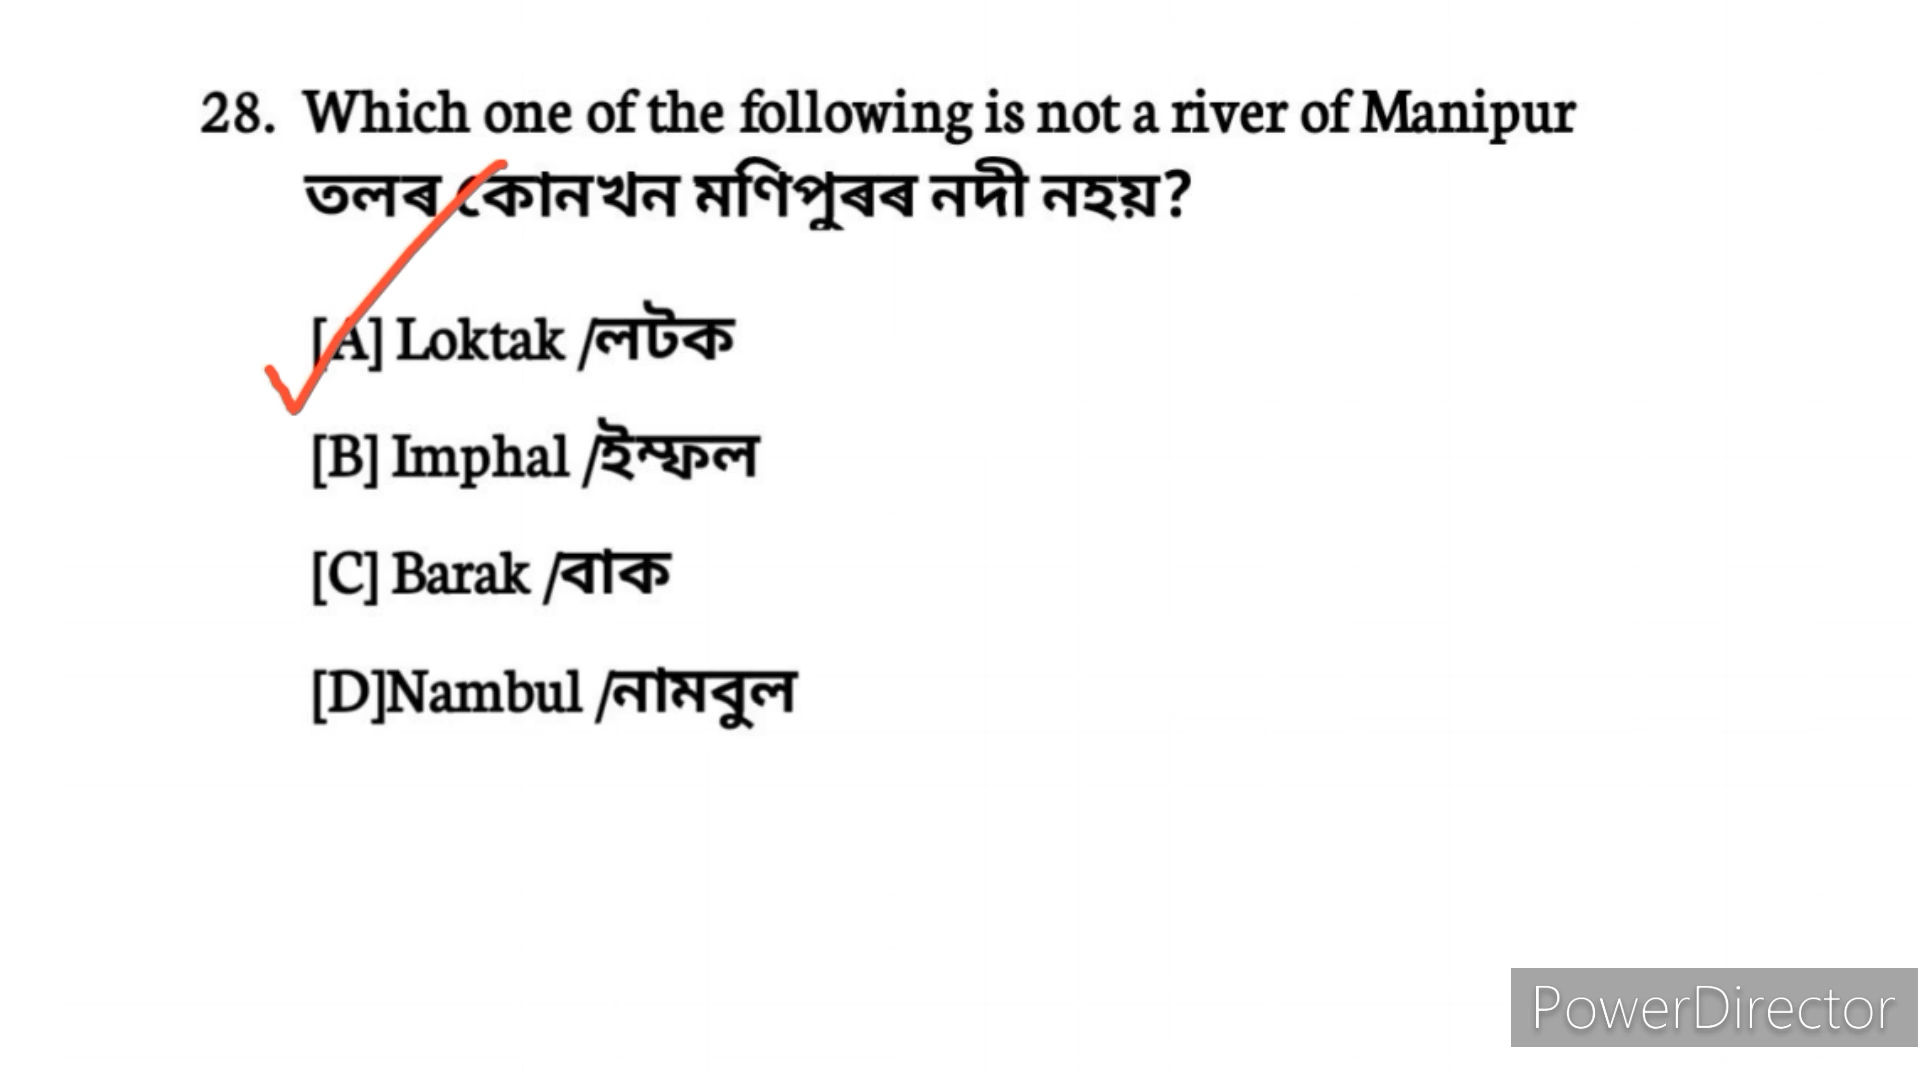 28. Which one of the following is not a river of Manipur
তলৰ কোনখন মণিপুৰৰ নদী নহয়?
[A] Loktak /লটক
[B] Imphal /ইম্ফল
[C] Barak /বাক
[D]Nambul /নামবুল
PowerDirector